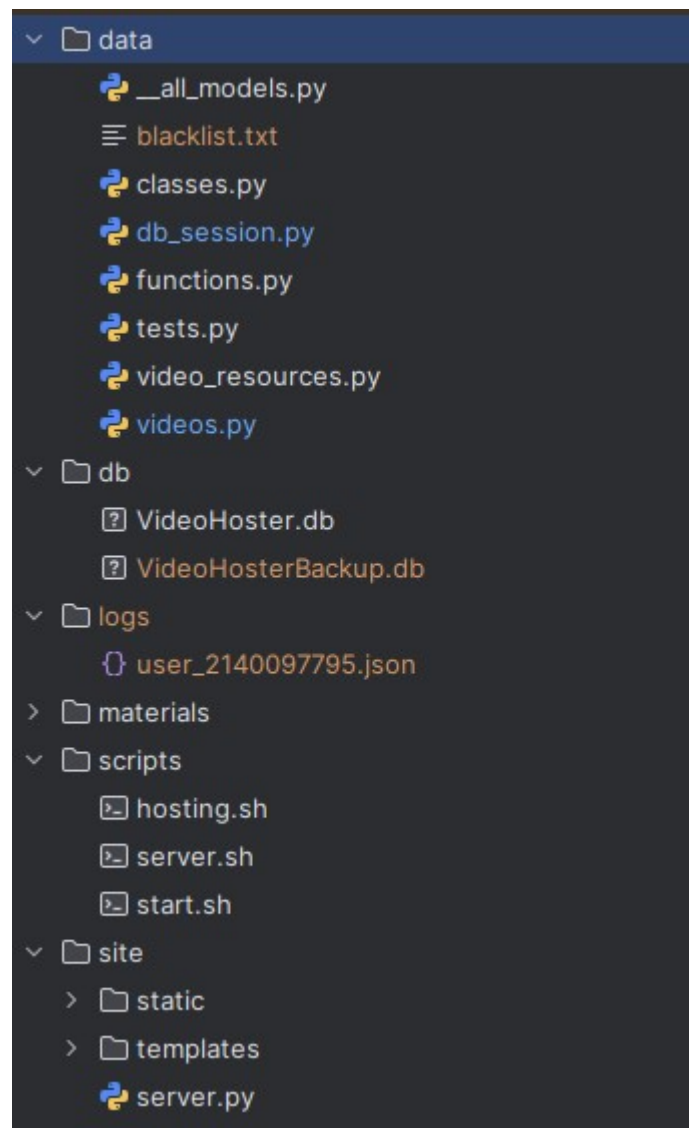 data
__all_models.py
blacklist.txt
classes.py
db_session.py
functions.py
tests.py
video_resources.py
videos.py
db
VideoHoster.db
VideoHosterBackup.db
logs
user_2140097795.json
materials
scripts
hosting.sh
server.sh
start.sh
site
static
templates
server.py